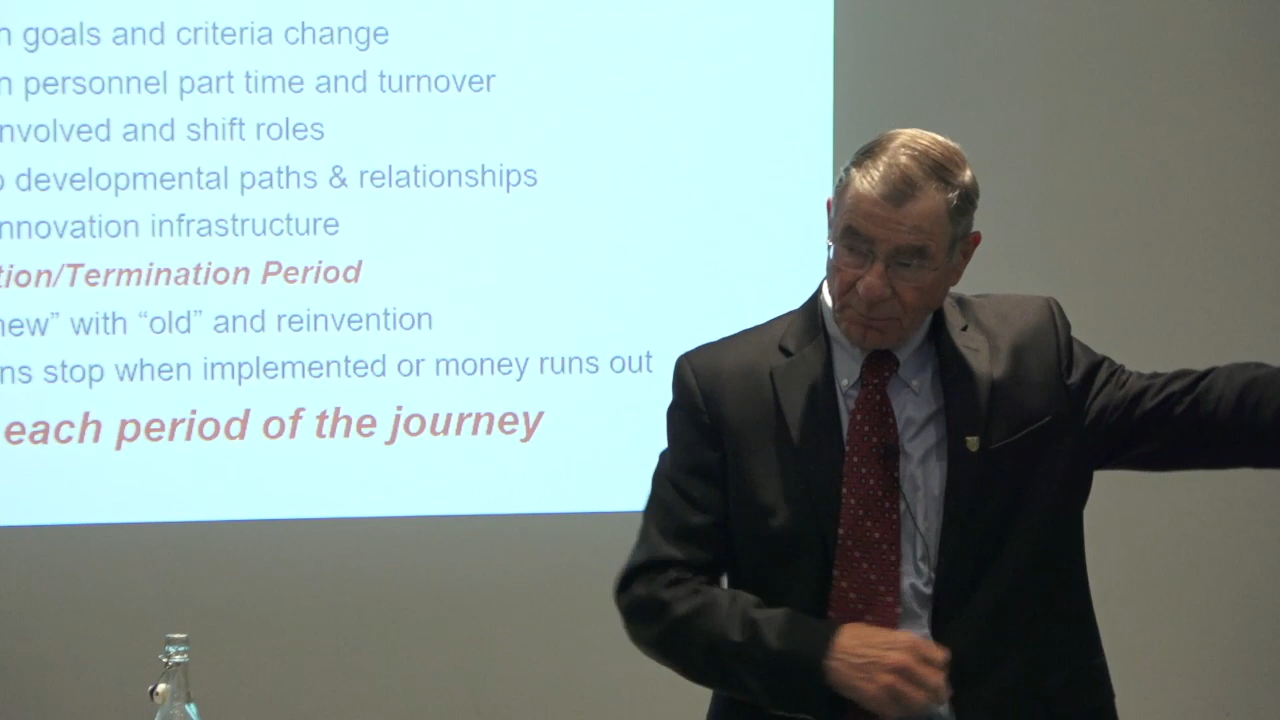 goals and criteria change
personnel part time and turnover
nvolved and shift roles
developmental paths & relationships
nnovation infrastructure
tion/Termination Period
new” with “old” and reinvention
ns stop when implemented or money runs out
each period of the journey